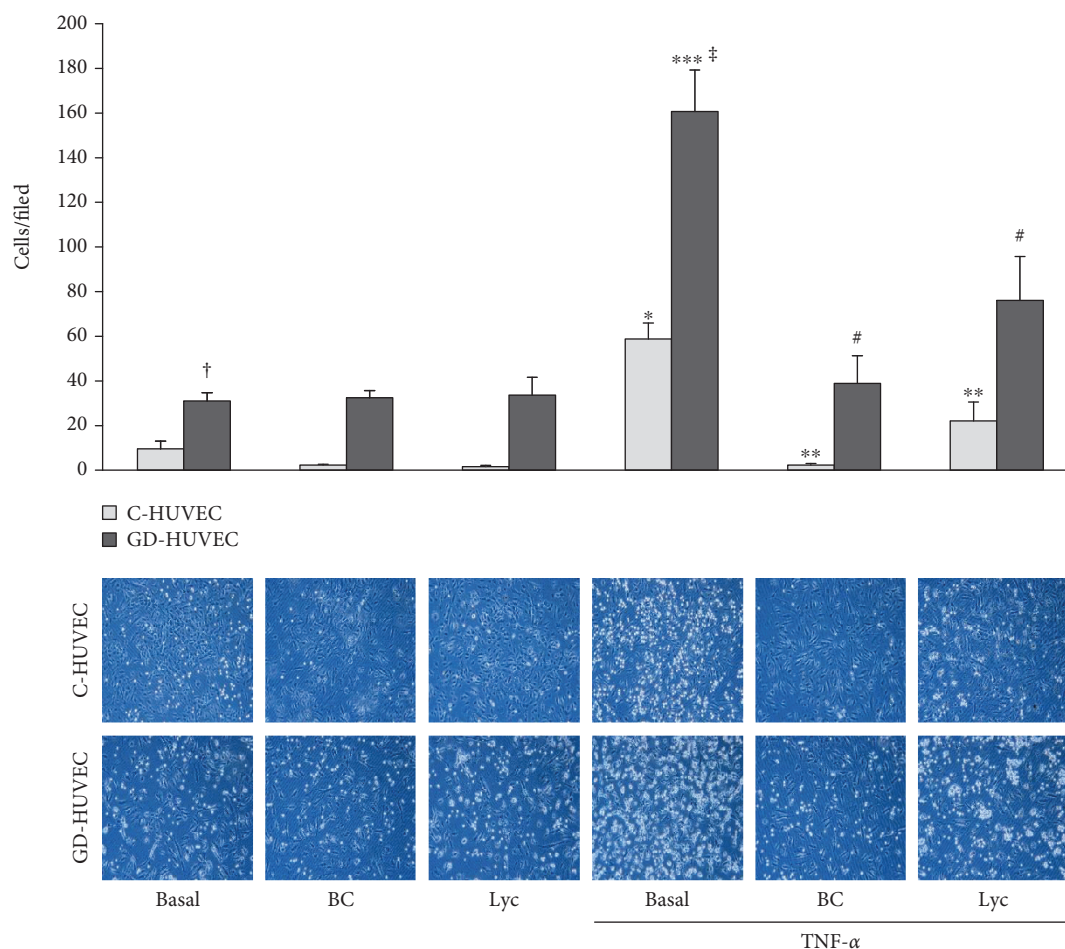 200
180
160
140
120
100
80
60
40
20
0
Cells/filed
†
*
*** ‡
**
#
**
#
C-HUVEC
GD-HUVEC
C-HUVEC
GD-HUVEC
Basal BC Lyc Basal BC Lyc
TNF-α